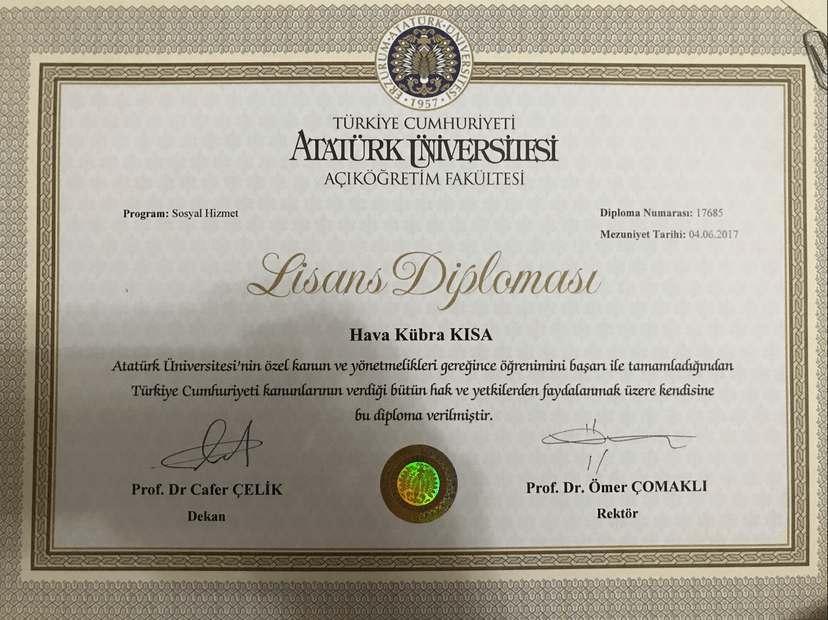 ERZURUM·ATATÜRK·ÜNİVERSİTESİ
·1957·
TÜRKİYE CUMHURİYETİ
ATATÜRK ÜNİVERSİTESİ
AÇIKÖĞRETİM FAKÜLTESİ
Program: Sosyal Hizmet
Diploma Numarası: 17685
Mezuniyet Tarihi: 04.06.2017
Lisans Diploması
Hava Kübra KISA
Atatürk Üniversitesi'nin özel kanun ve yönetmelikleri gereğince öğrenimini başarı ile tamamladığından
Türkiye Cumhuriyeti kanunlarının verdiği bütün hak ve yetkilerden faydalanmak üzere kendisine
bu diploma verilmiştir.
Prof. Dr Cafer ÇELİK
Dekan
Prof. Dr. Ömer ÇOMAKLI
Rektör